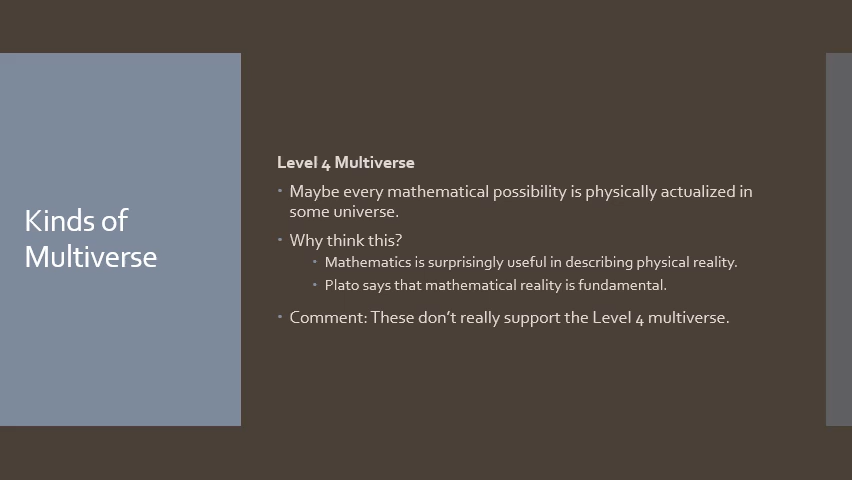 Kinds of
Multiverse
Level 4 Multiverse
• Maybe every mathematical possibility is physically actualized in
some universe.
• Why think this?
• Mathematics is surprisingly useful in describing physical reality.
• Plato says that mathematical reality is fundamental.
• Comment: These don’t really support the Level 4 multiverse.